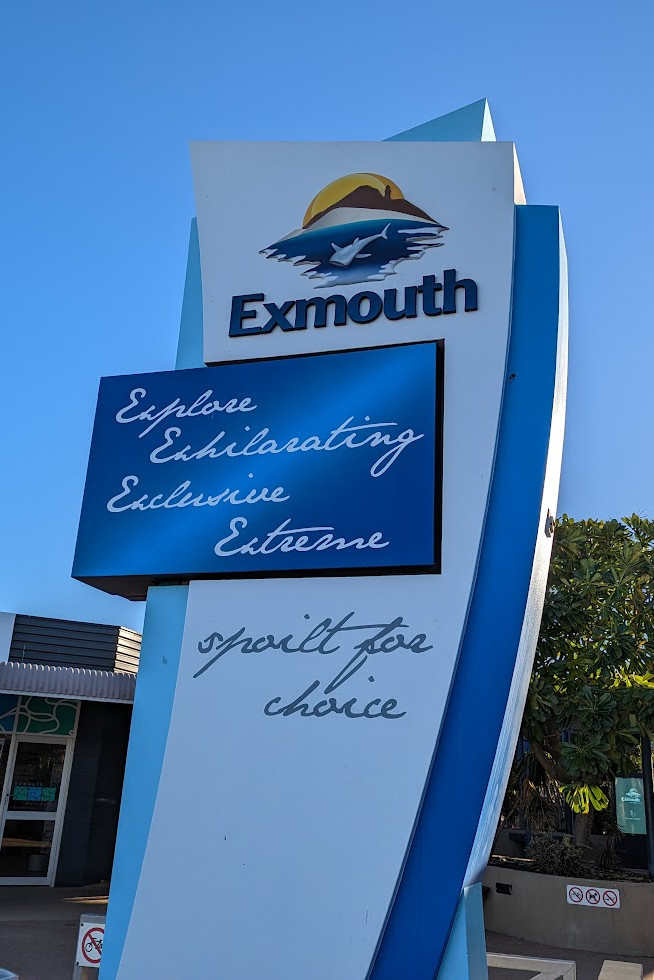 Exmouth
Explore
Exhilarating
Exclusive
Extreme
spoilt for
choice